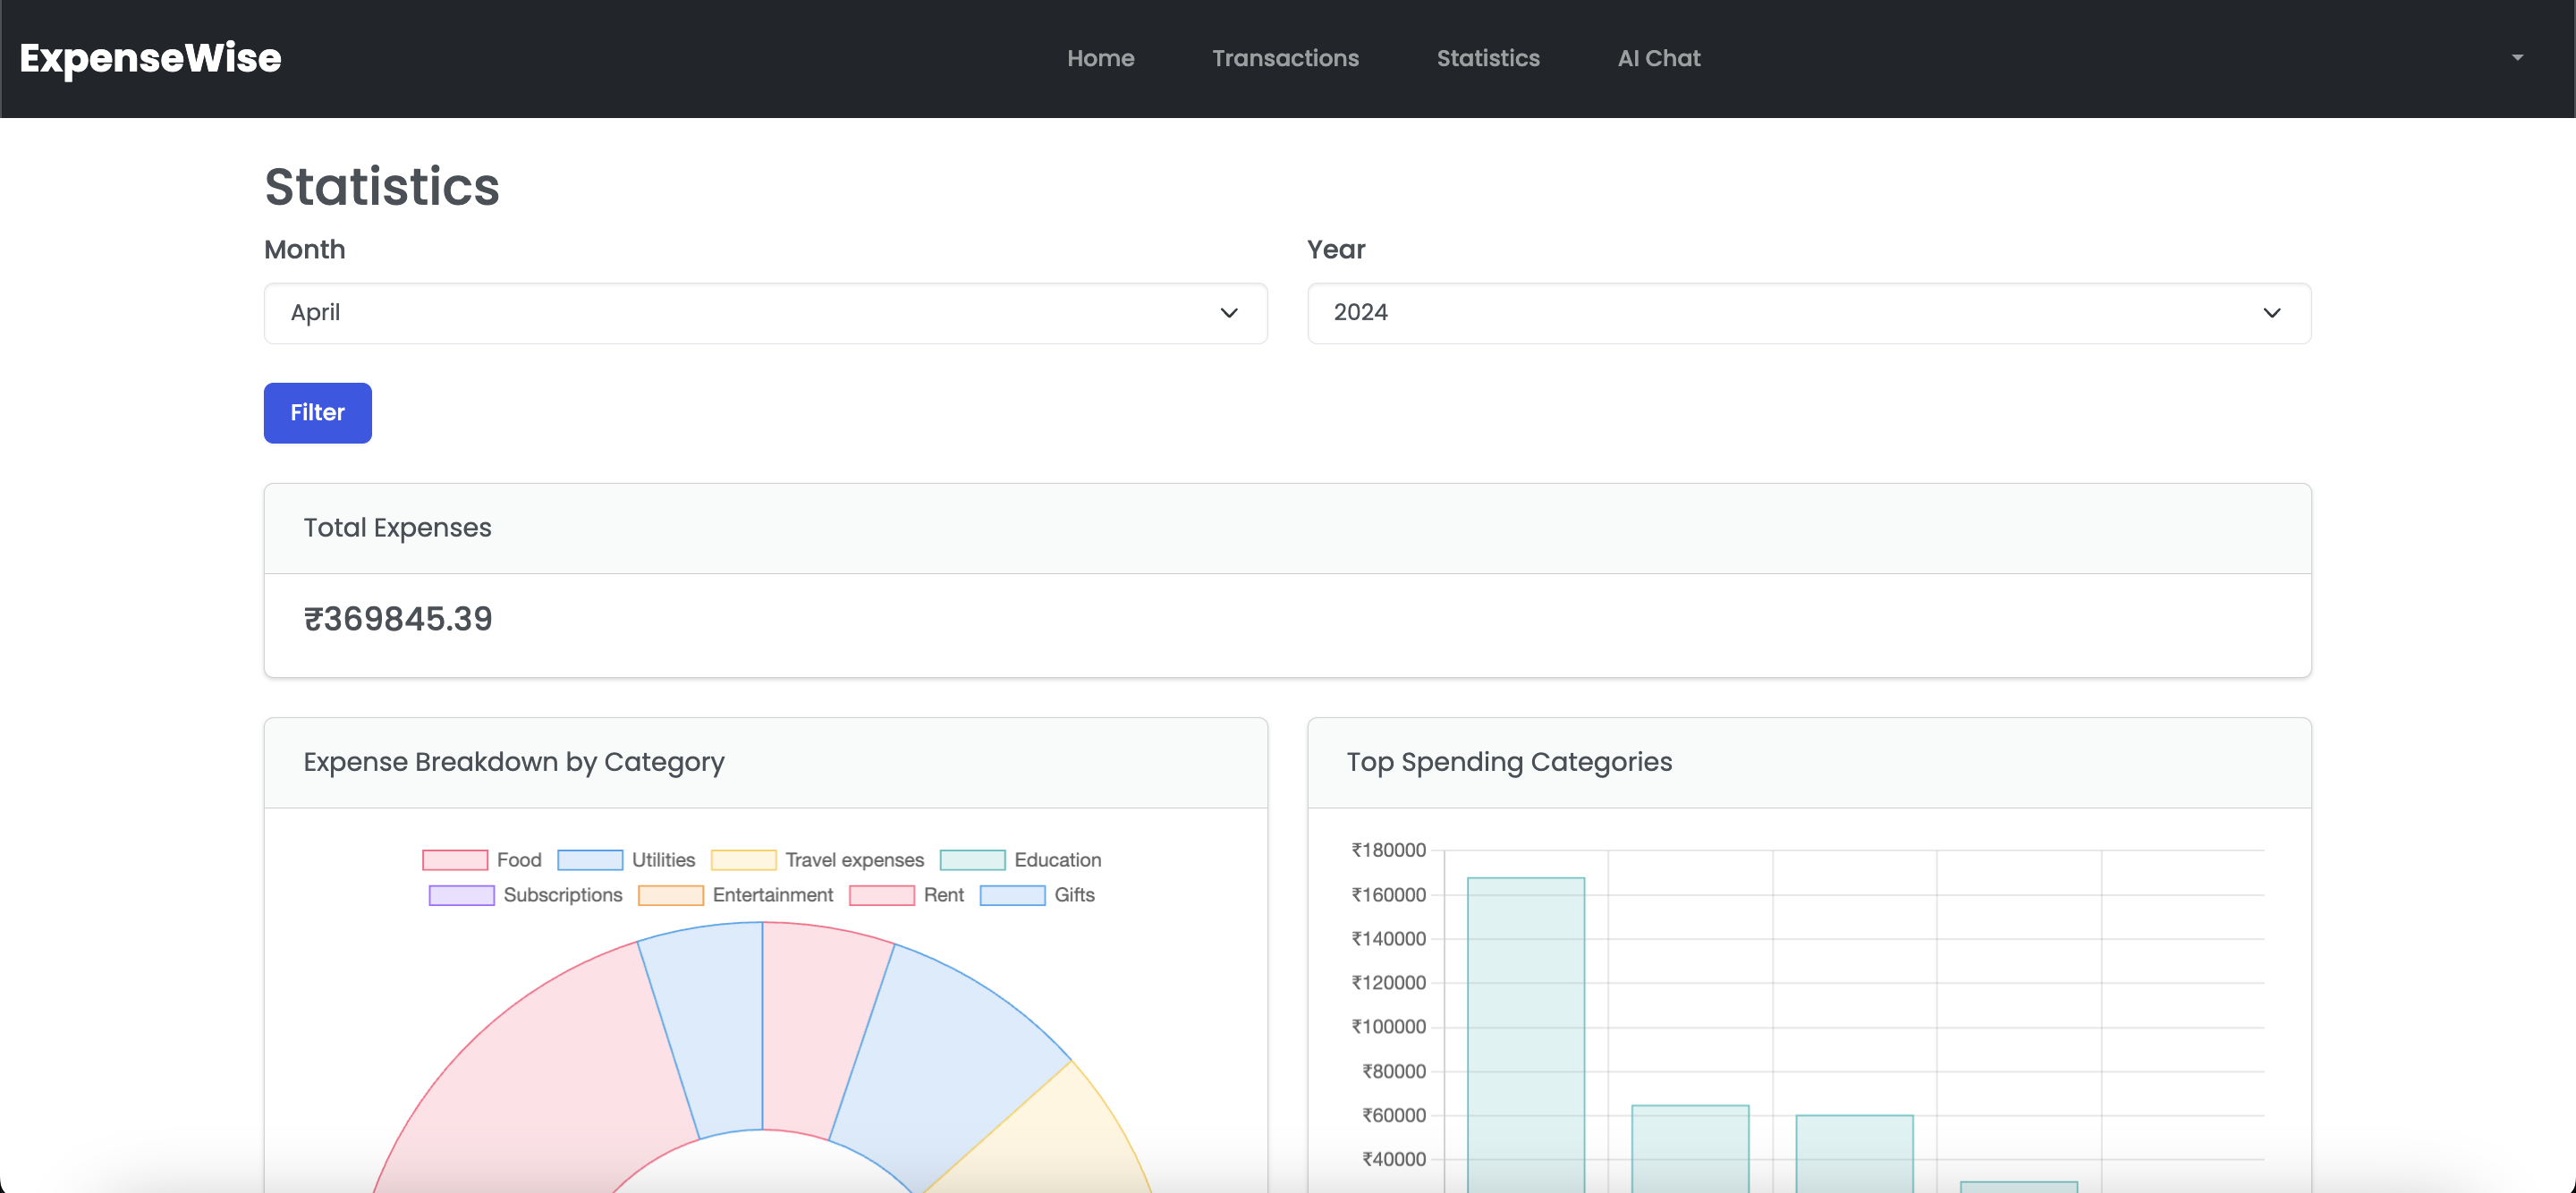 ExpenseWise
Home Transactions Statistics AI Chat
Statistics
Month
Year
April
2024
Filter
Total Expenses
₹369845.39
Expense Breakdown by Category
Food Utilities Travel expenses Education
Subscriptions Entertainment Rent Gifts
Top Spending Categories
₹180000
₹160000
₹140000
₹120000
₹100000
₹80000
₹60000
₹40000